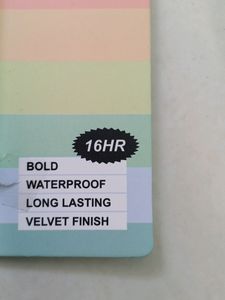 16HR
BOLD
WATERPROOF
LONG LASTING
VELVET FINISH